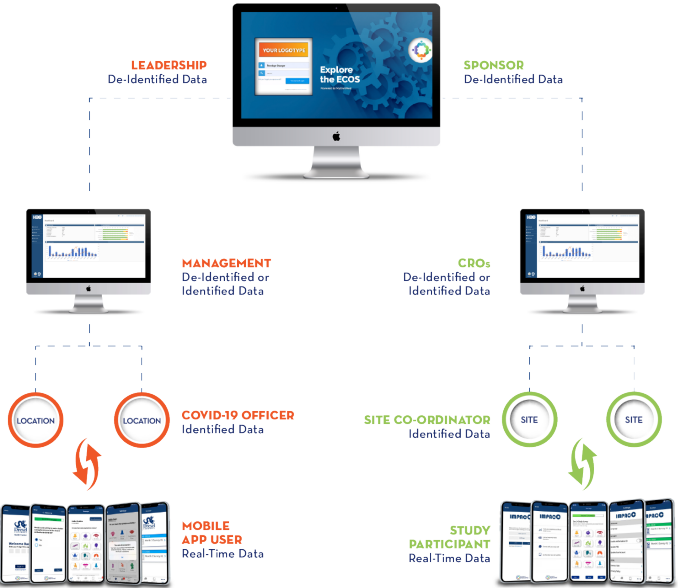 LEADERSHIP
De-Identified Data
YOUR LOGOTYPE
Explore
the ECOS
SPONSOR
De-Identified Data
MANAGEMENT
De-Identified or
Identified Data
CROs
De-Identified or
Identified Data
LOCATION
LOCATION
COVID-19 OFFICER
Identified Data
SITE CO-ORDINATOR
Identified Data
SITE
SITE
MOBILE
APP USER
Real-Time Data
STUDY
PARTICIPANT
Real-Time Data